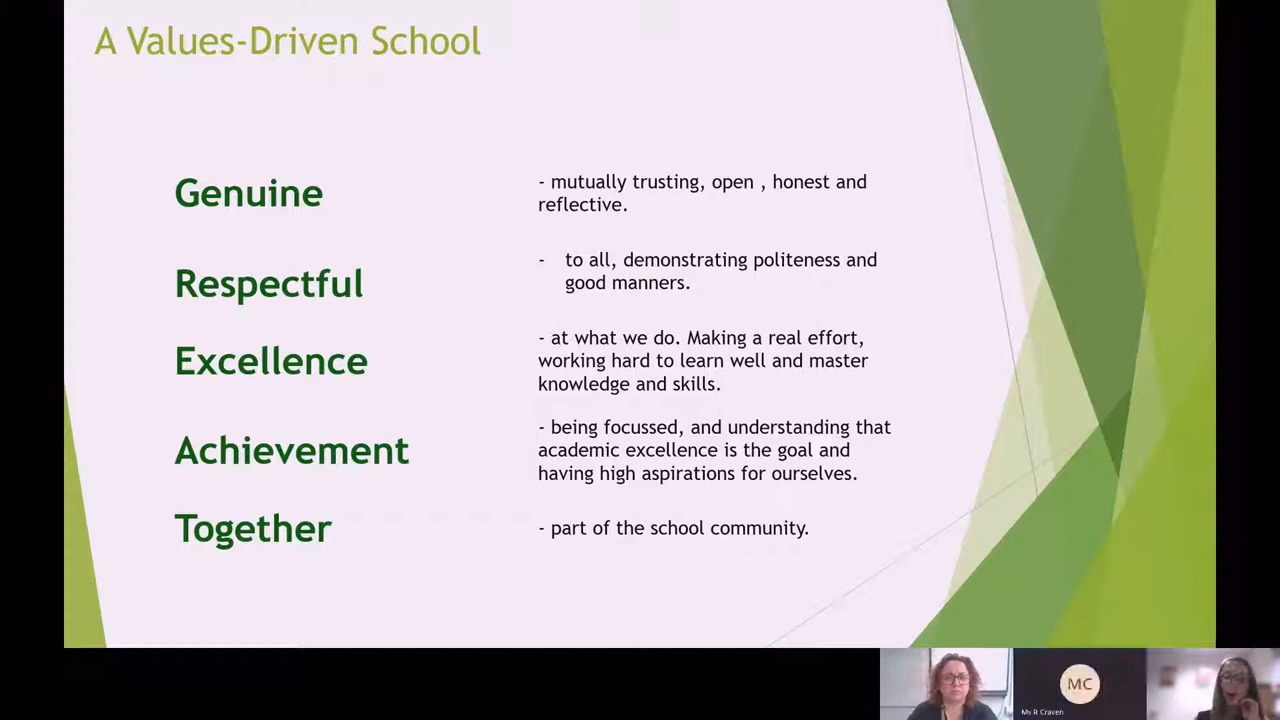 A Values-Driven School
Genuine
- mutually trusting, open , honest and
reflective.
Respectful
- to all, demonstrating politeness and
good manners.
Excellence
- at what we do. Making a real effort,
working hard to learn well and master
knowledge and skills.
Achievement
- being focussed, and understanding that
academic excellence is the goal and
having high aspirations for ourselves.
Together
- part of the school community.
MC
Ms R Craven